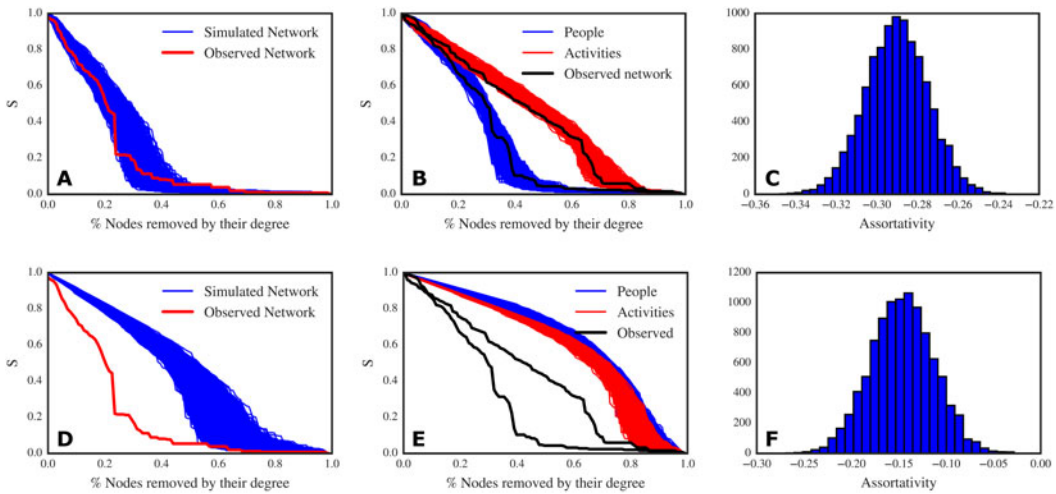 1.0
0.8
0.6
0.4
0.2
0.0
S
Simulated Network
Observed Network
A
0.0 0.2 0.4 0.6 0.8 1.0
% Nodes removed by their degree
1.0
0.8
0.6
0.4
0.2
0.0
S
People
Activities
Observed network
B
0.0 0.2 0.4 0.6 0.8 1.0
% Nodes removed by their degree
1000
800
600
400
200
0
C
−0.36 −0.34 −0.32 −0.30 −0.28 −0.26 −0.24 −0.22
Assortativity
1.0
0.8
0.6
0.4
0.2
0.0
S
Simulated Network
Observed Network
D
0.0 0.2 0.4 0.6 0.8 1.0
% Nodes removed by their degree
1.0
0.8
0.6
0.4
0.2
0.0
S
People
Activities
Observed
E
0.0 0.2 0.4 0.6 0.8 1.0
% Nodes removed by their degree
1200
1000
800
600
400
200
0
F
−0.30 −0.25 −0.20 −0.15 −0.10 −0.05 0.00
Assortativity